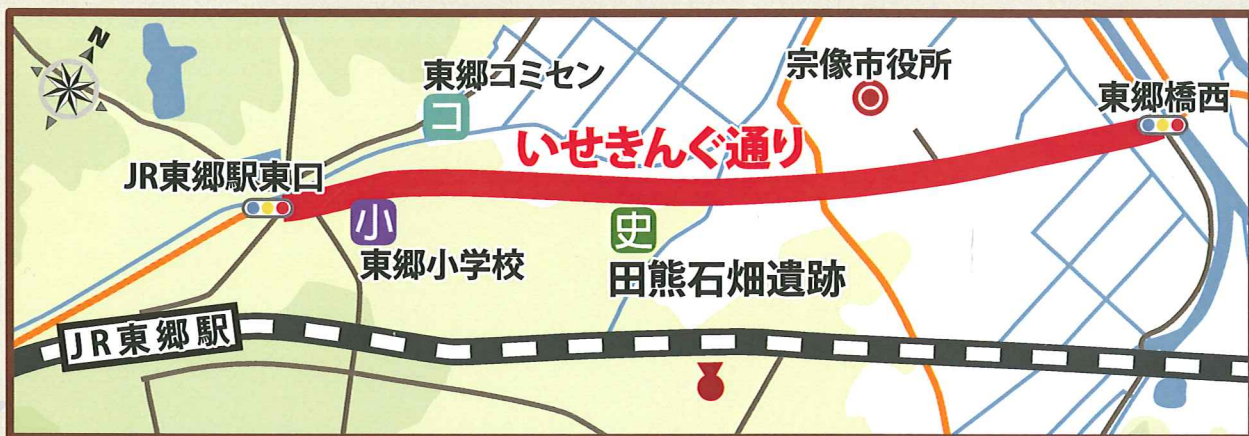 N
東郷コミセン
コ
宗像市役所
東郷橋西
いせきんぐ通り
JR東郷駅東口
小
東郷小学校
史
田熊石畑遺跡
JR東郷駅